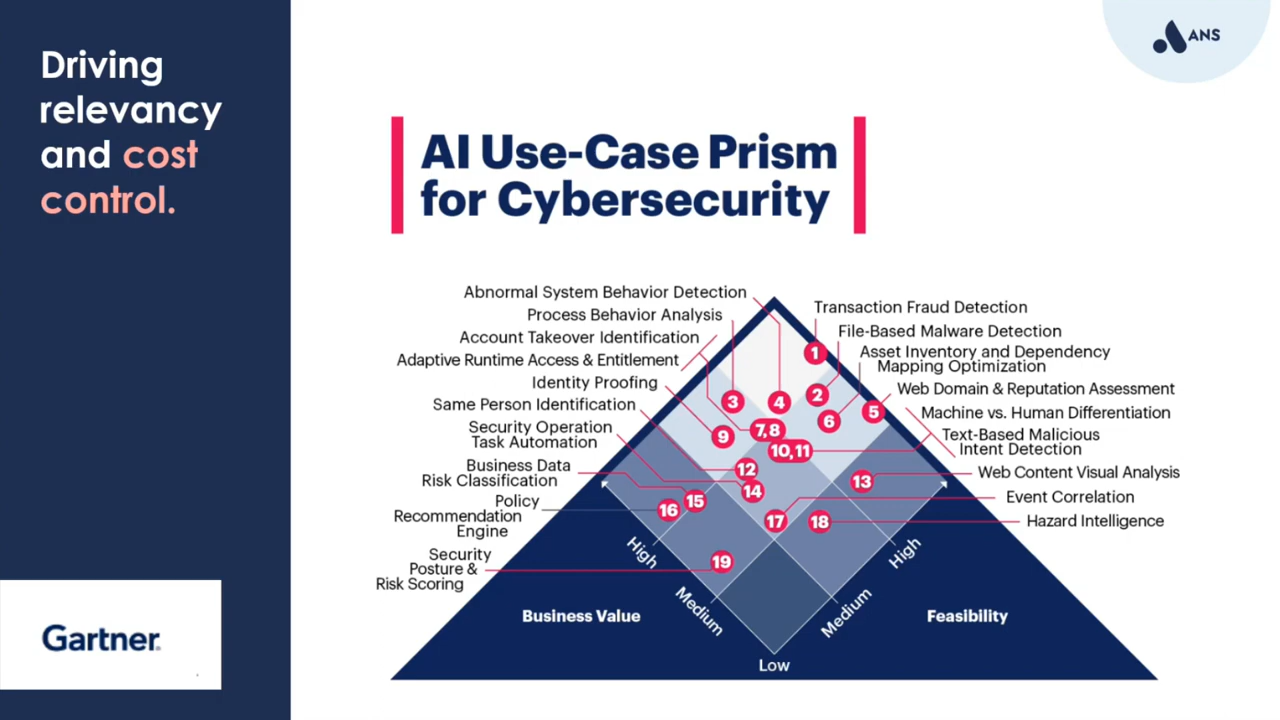 Driving
relevancy
and cost
control.
ANS
AI Use-Case Prism
for Cybersecurity
Abnormal System Behavior Detection
Process Behavior Analysis
Account Takeover Identification
Adaptive Runtime Access & Entitlement
Identity Proofing
Same Person Identification
Security Operation
Task Automation
Business Data
Risk Classification
Policy
Recommendation
Engine
Security
Posture &
Risk Scoring
Transaction Fraud Detection
File-Based Malware Detection
Asset Inventory and Dependency
Mapping Optimization
Web Domain & Reputation Assessment
Machine vs. Human Differentiation
Text-Based Malicious
Intent Detection
Web Content Visual Analysis
Event Correlation
Hazard Intelligence
1
2
3
4
5
6
7,8
9
10,11
12
13
14
15
16
17
18
19
High
Medium
Low
Medium
High
Business Value
Feasibility
Gartner®